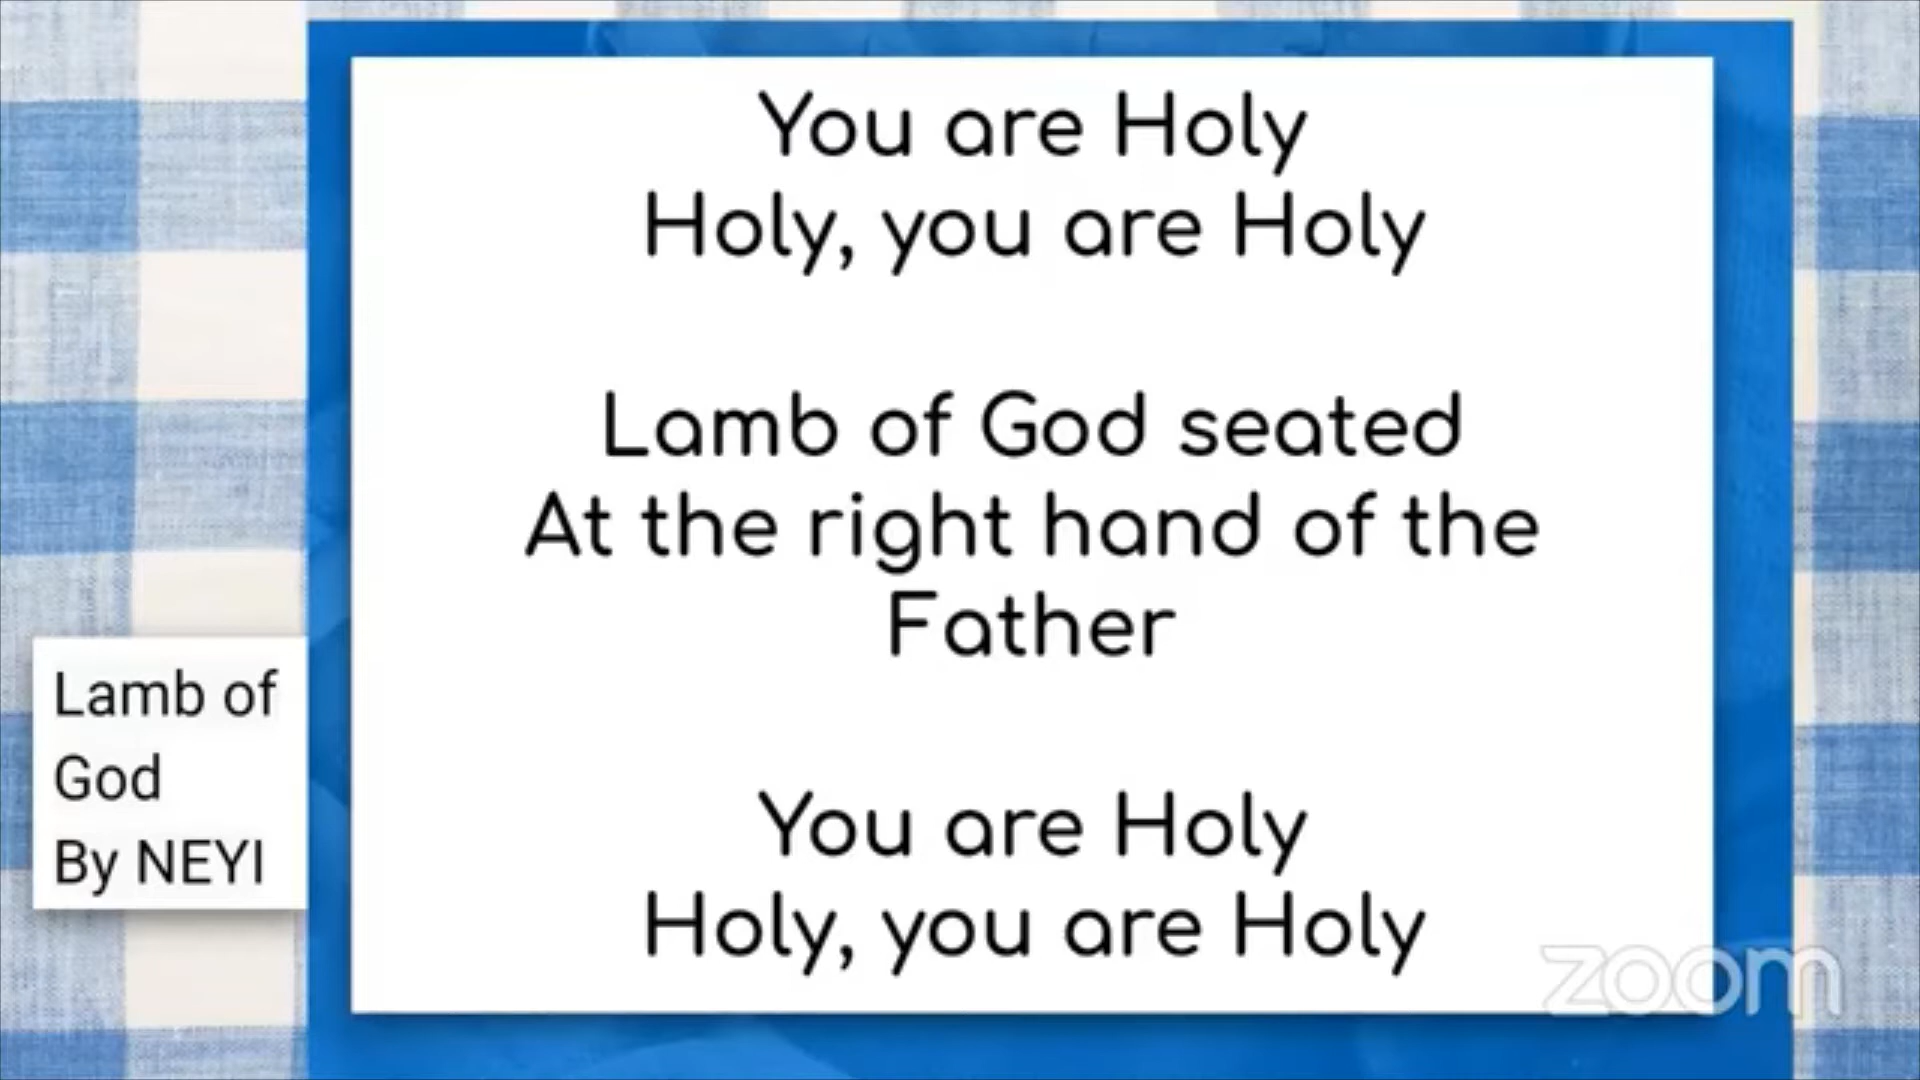 You are Holy
Holy, you are Holy
Lamb of God seated
At the right hand of the
Father
You are Holy
Holy, you are Holy
Lamb of
God
By NEYI
zoom